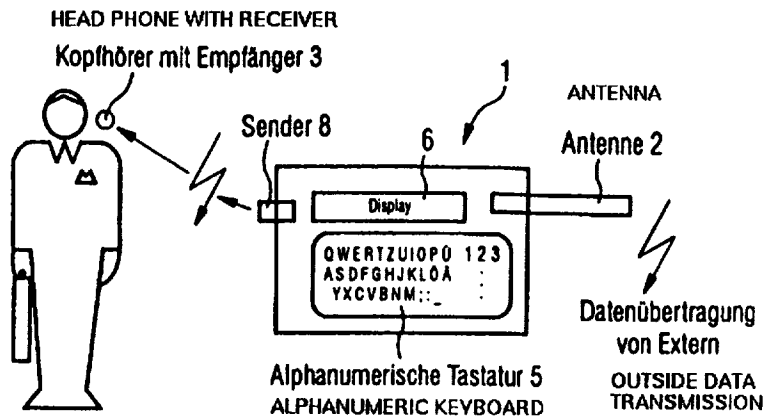 HEAD PHONE WITH RECEIVER
Kopfhörer mit Empfänger 3
1
ANTENNA
Sender 8
6
Antenne 2
Display
QWERTZUIOPÜ 123
ASDFGHJKLÖÄ :
YXCVBNM;:_ :
Datenübertragung
von Extern
Alphanumerische Tastatur 5
ALPHANUMERIC KEYBOARD
OUTSIDE DATA
TRANSMISSION